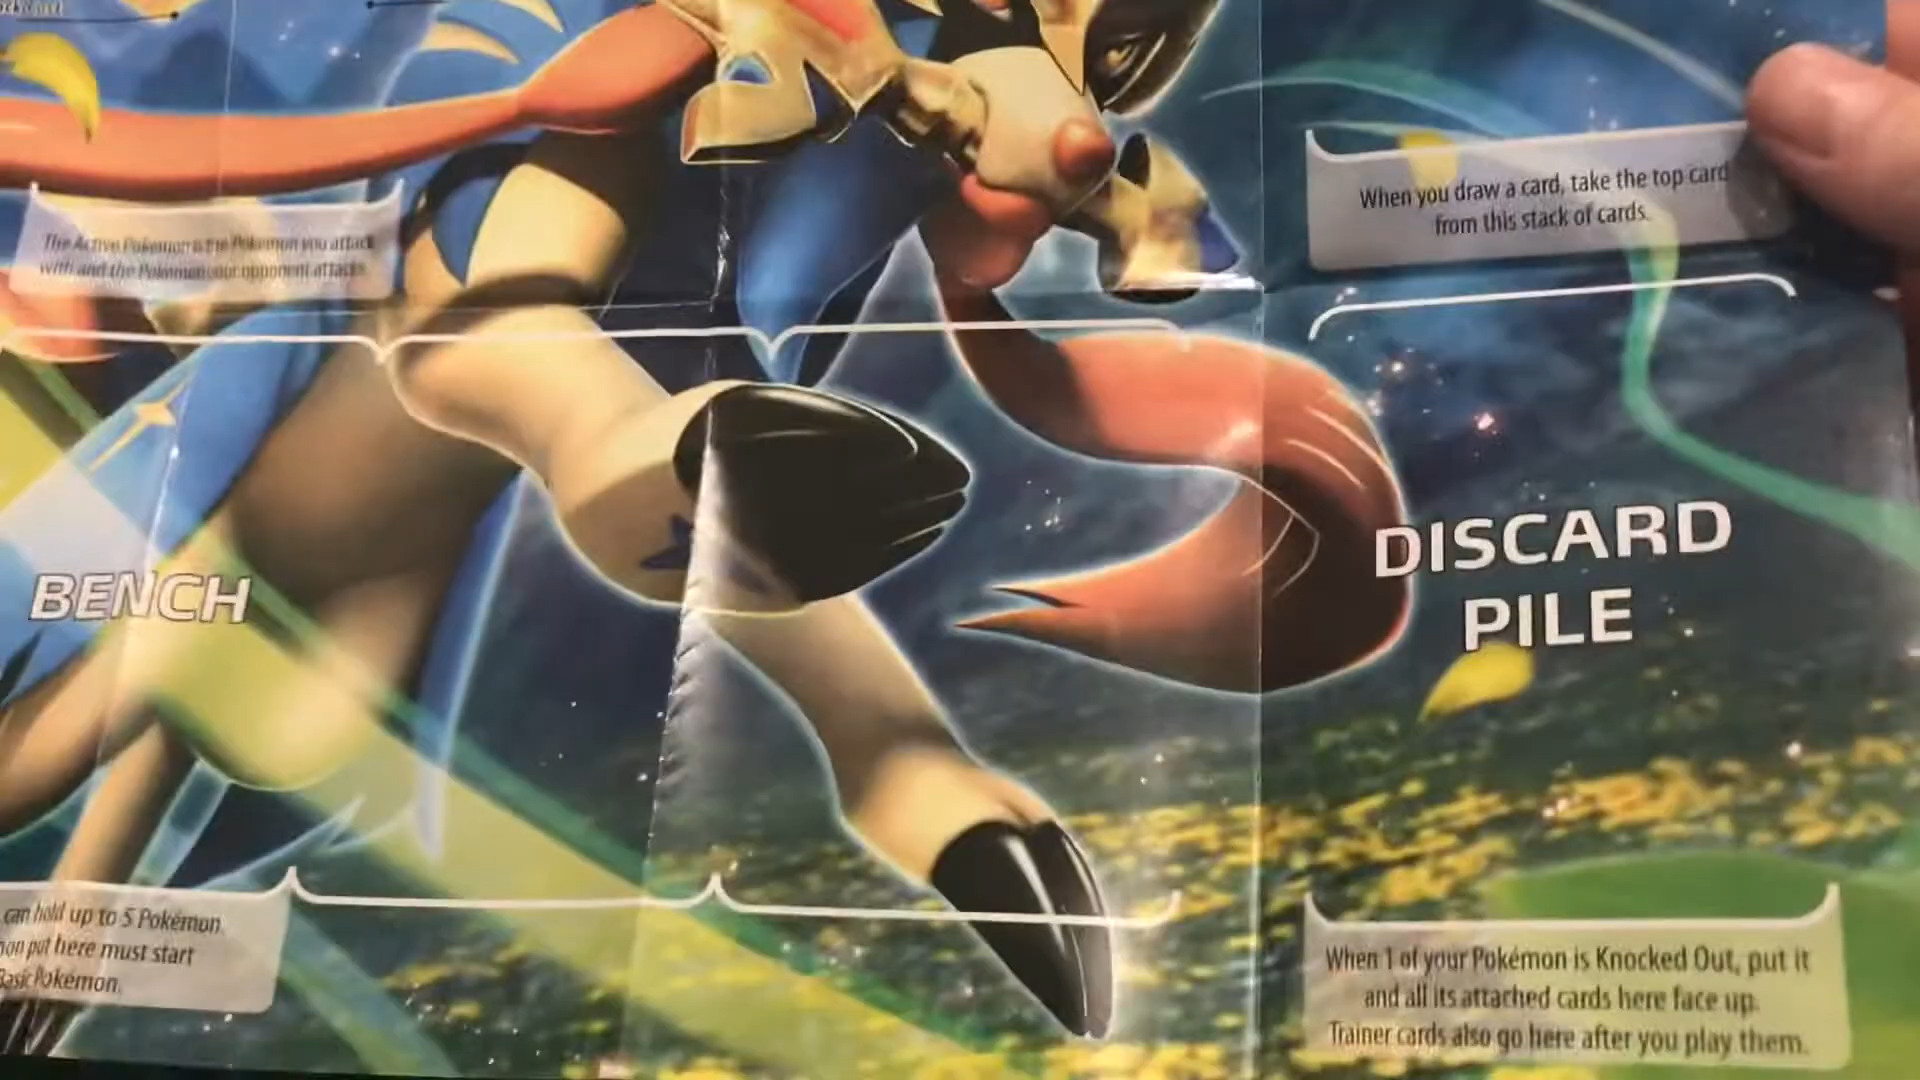 When you draw a card, take the top card
from this stack of cards.
The Active Pokémon is the Pokémon you attack
with and the Pokémon your opponent attacks.
DISCARD
PILE
BENCH
can hold up to 5 Pokémon.
put here must start
Basic Pokémon.
When 1 of your Pokémon is Knocked Out, put it
and all its attached cards here face up.
Trainer cards also go here after you play them.